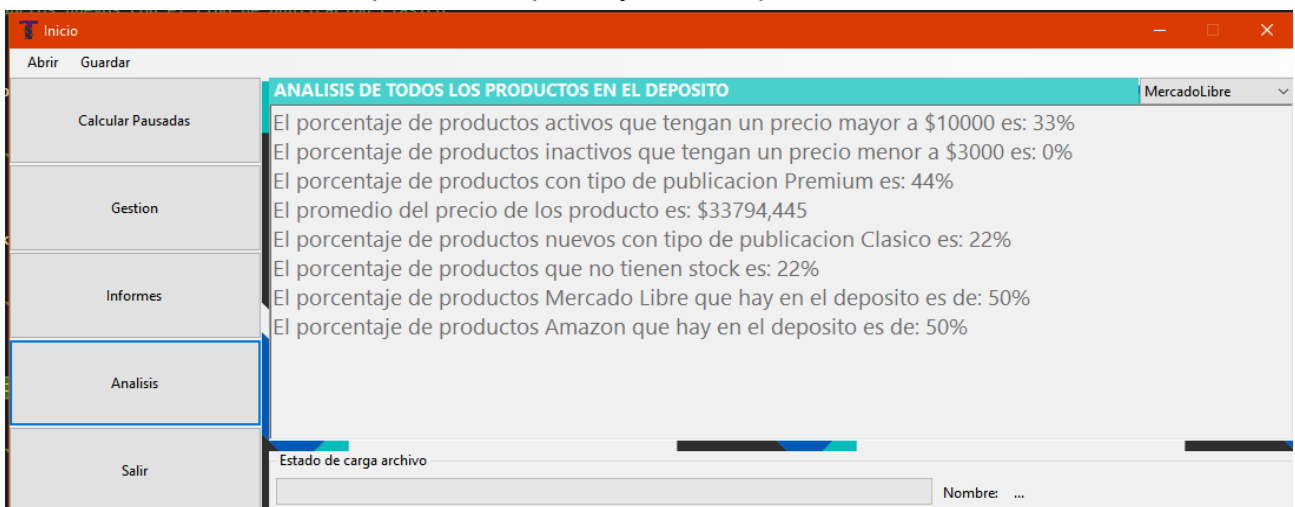 Inicio
Abrir Guardar
Calcular Pausadas
Gestion
Informes
Analisis
Salir
ANALISIS DE TODOS LOS PRODUCTOS EN EL DEPOSITO
MercadoLibre
El porcentaje de productos activos que tengan un precio mayor a $10000 es: 33%
El porcentaje de productos inactivos que tengan un precio menor a $3000 es: 0%
El porcentaje de productos con tipo de publicacion Premium es: 44%
El promedio del precio de los producto es: $33794,445
El porcentaje de productos nuevos con tipo de publicacion Clasico es: 22%
El porcentaje de productos que no tienen stock es: 22%
El porcentaje de productos Mercado Libre que hay en el deposito es de: 50%
El porcentaje de productos Amazon que hay en el deposito es de: 50%
Estado de carga archivo
Nombre: ...